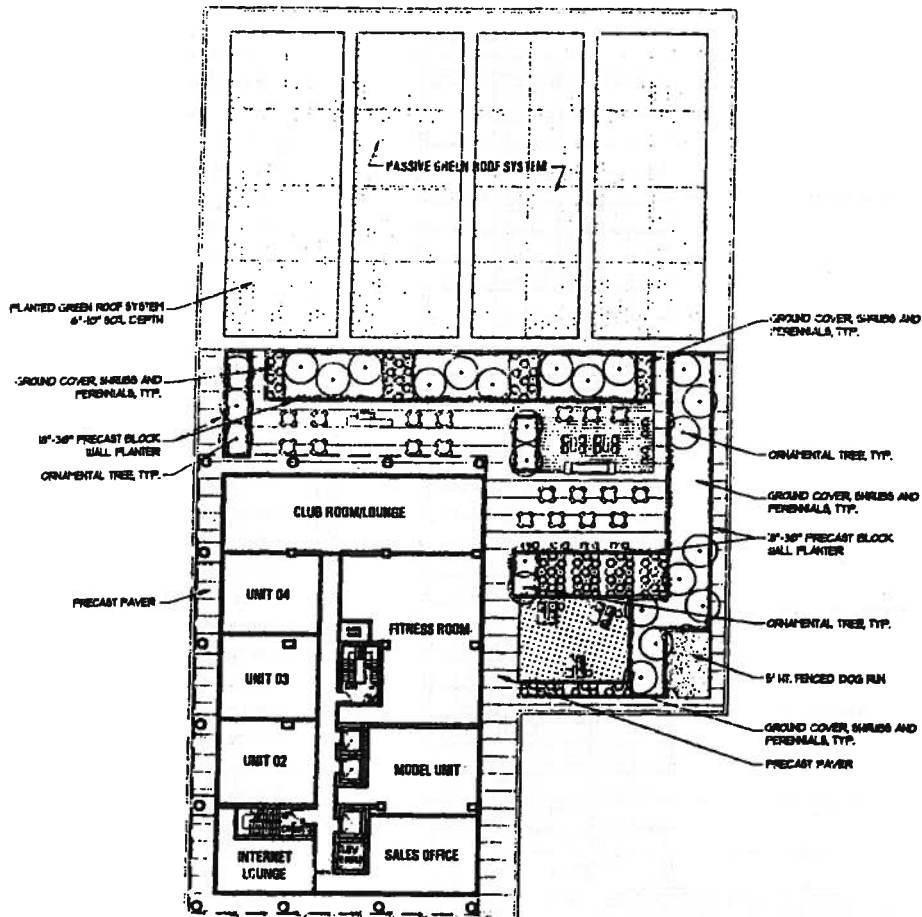 PASSIVE GREEN ROOF SYSTEM
PLANTED GREEN ROOF SYSTEM
6"-10" SOIL DEPTH
GROUND COVER, SHRUBS AND
PERENNIALS, TYP.
18"-36" PRECAST BLOCK
WALL PLANTER
ORNAMENTAL TREE, TYP.
PRECAST PAVER
GROUND COVER, SHRUBS AND
PERENNIALS, TYP.
ORNAMENTAL TREE, TYP.
GROUND COVER, SHRUBS AND
PERENNIALS, TYP.
18"-36" PRECAST BLOCK
WALL PLANTER
ORNAMENTAL TREE, TYP.
5' HT. FENCED DOG RUN
GROUND COVER, SHRUBS AND
PERENNIALS, TYP.
PRECAST PAVER
CLUB ROOM/LOUNGE
UNIT 04
FITNESS ROOM
UNIT 03
UNIT 02
MODEL UNIT
INTERNET
LOUNGE
SALES OFFICE